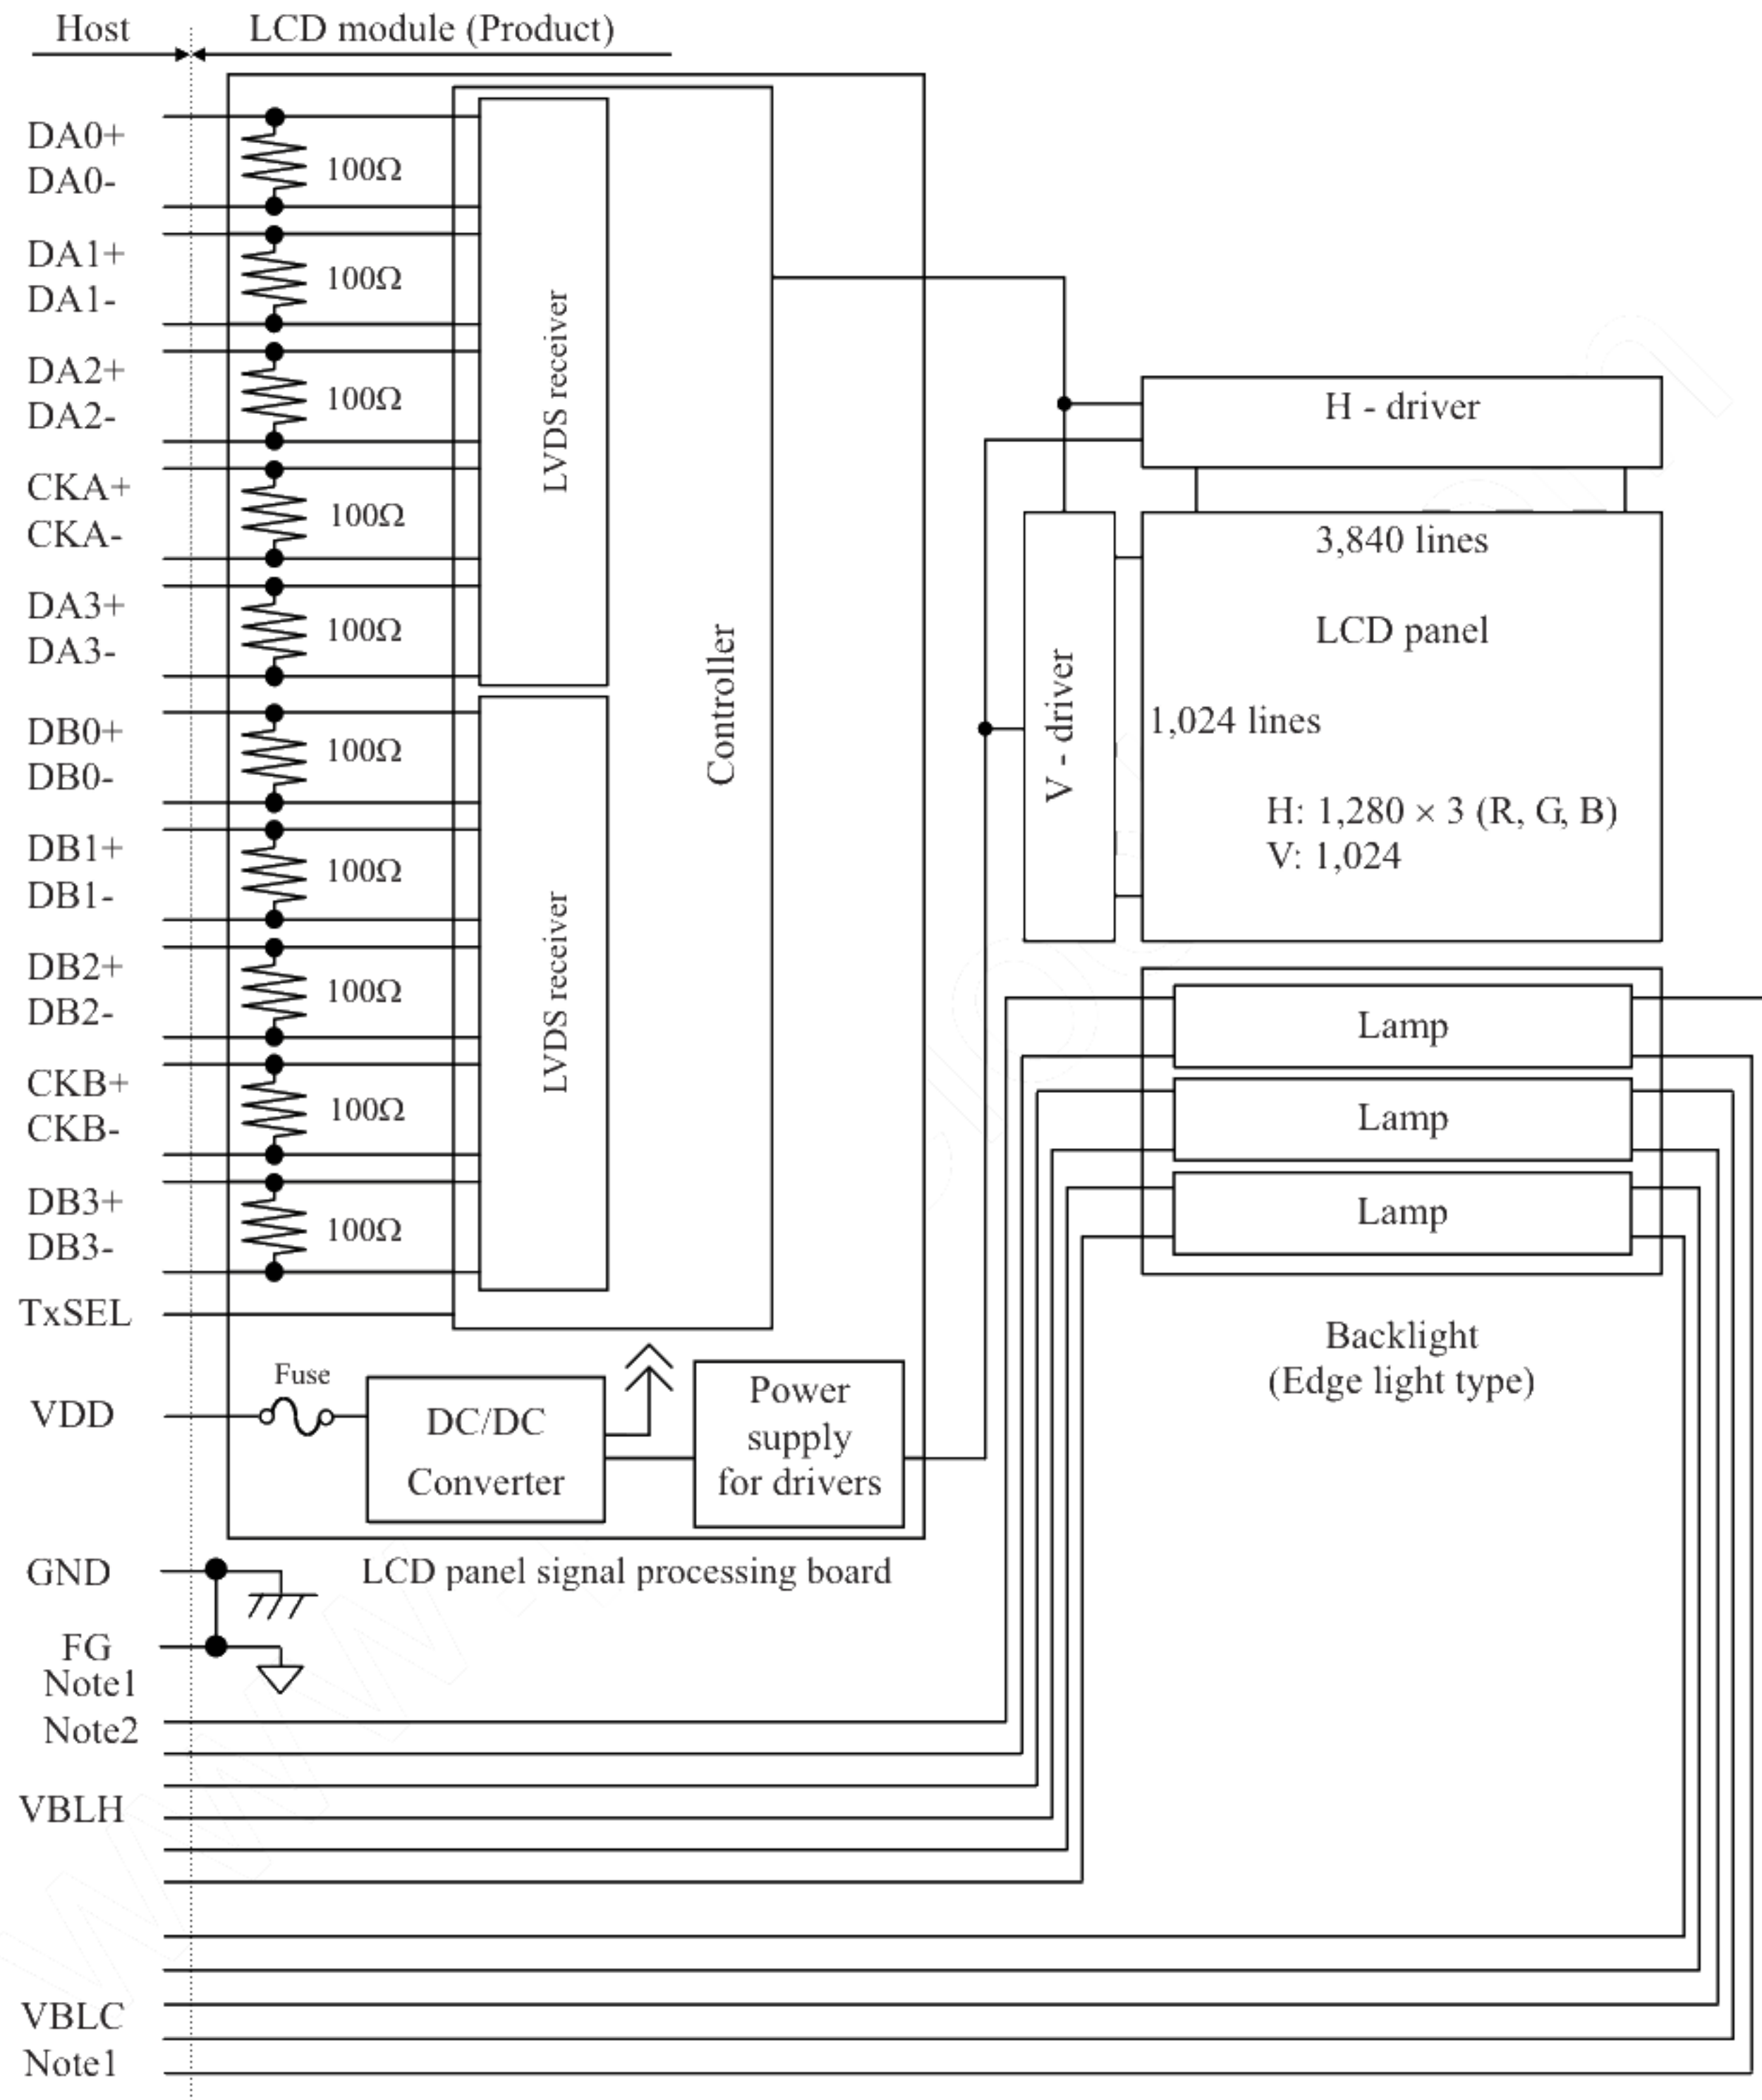 Host
LCD module (Product)
DA0+
DA0-
100Ω
DA1+
DA1-
100Ω
DA2+
DA2-
100Ω
CKA+
CKA-
100Ω
DA3+
DA3-
100Ω
LVDS receiver
DB0+
DB0-
100Ω
DB1+
DB1-
100Ω
DB2+
DB2-
100Ω
CKB+
CKB-
100Ω
DB3+
DB3-
100Ω
LVDS receiver
Controller
TxSEL
VDD
Fuse
DC/DC
Converter
Power
supply
for drivers
LCD panel signal processing board
H - driver
V - driver
3,840 lines
LCD panel
1,024 lines
H: 1,280 × 3 (R, G, B)
V: 1,024
Lamp
Lamp
Lamp
Backlight
(Edge light type)
GND
FG
Note1
Note2
VBLH
VBLC
Note1